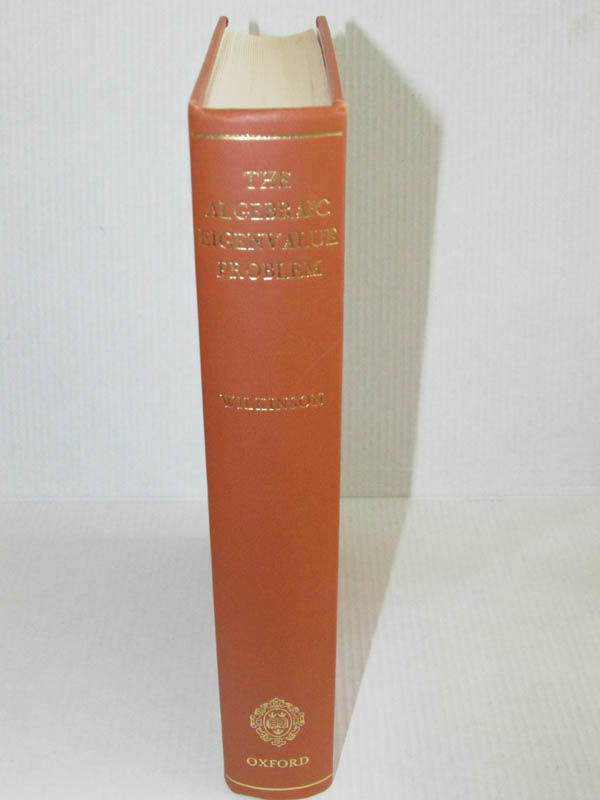 THE
ALGEBRAIC
EIGENVALUE
PROBLEM
WILKINSON
OXFORD